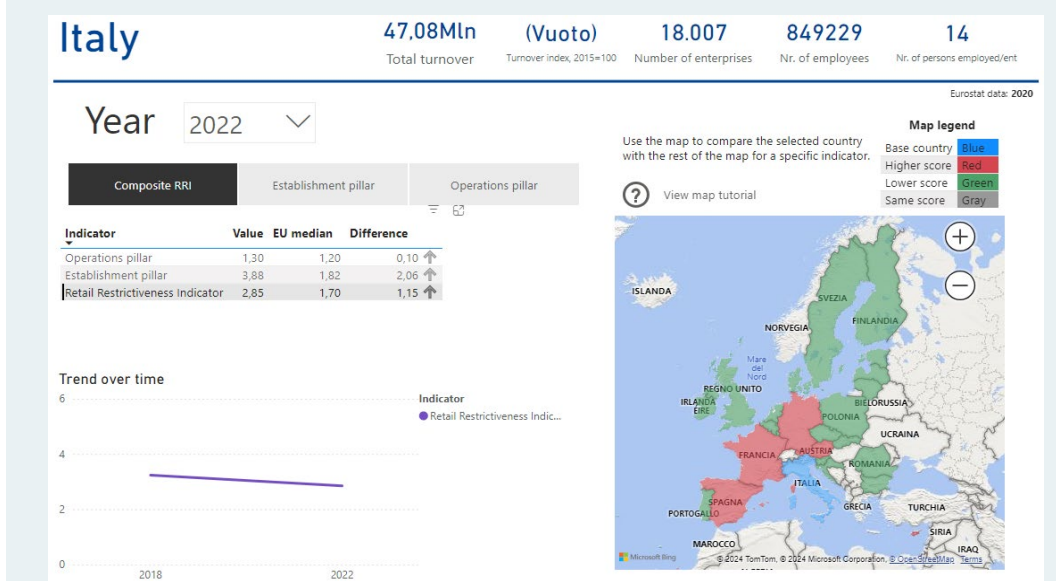 Italy
47,08Mln
Total turnover
(Vuoto)
Turnover index, 2015=100
18.007
Number of enterprises
849229
Nr. of employees
14
Nr. of persons employed/ent
Eurostat data: 2020
Year 2022
Use the map to compare the selected country
with the rest of the map for a specific indicator.
? View map tutorial
Map legend
Base country Blue
Higher score Red
Lower score Green
Same score Gray
Composite RRI
Establishment pillar
Operations pillar
Indicator Value EU median Difference
Operations pillar 1,30 1,20 0,10
Establishment pillar 3,88 1,82 2,06
Retail Restrictiveness Indicator 2,85 1,70 1,15
Trend over time
6
4
2
0
2018 2022
Indicator
Retail Restrictiveness Indic...
ISLANDA
SVEZIA
FINLANDIA
NORVEGIA
Mare
del
Nord
REGNO UNITO
IRLANDA
ÉIRE
BIELORUSSIA
POLONIA
UCRAINA
FRANCIA
AUSTRIA
ROMANIA
ITALIA
SPAGNA
PORTOGALLO
GRECIA
TURCHIA
SIRIA
MAROCCO
IRAQ
Microsoft Bing
© 2024 TomTom, © 2024 Microsoft Corporation, © OpenStreetMap Terms